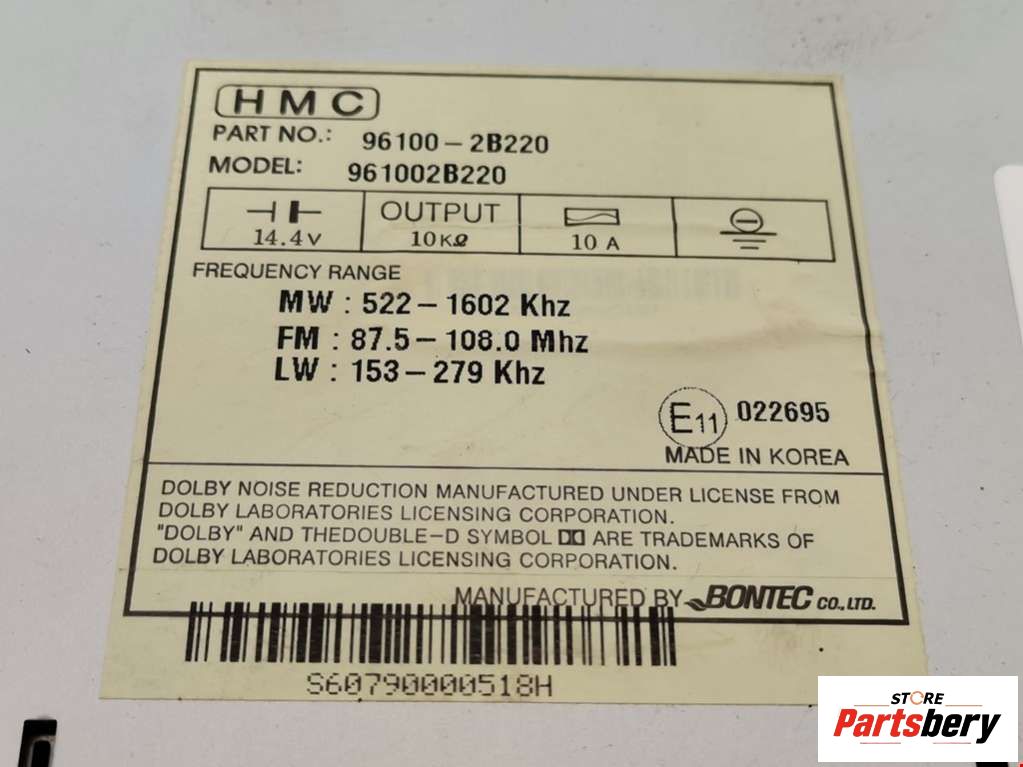 HMC
PART NO.: 96100-2B220
MODEL: 961002B220
14.4V
OUTPUT
10KΩ
10 A
FREQUENCY RANGE
MW : 522-1602 Khz
FM : 87.5-108.0 Mhz
LW : 153-279 Khz
E11 022695
MADE IN KOREA
DOLBY NOISE REDUCTION MANUFACTURED UNDER LICENSE FROM
DOLBY LABORATORIES LICENSING CORPORATION.
"DOLBY" AND THEDOUBLE-D SYMBOL DD ARE TRADEMARKS OF
DOLBY LABORATORIES LICENSING CORPORATION.
MANUFACTURED BY BONTEC CO., LTD.
S60790000518H
STORE
Partsbery